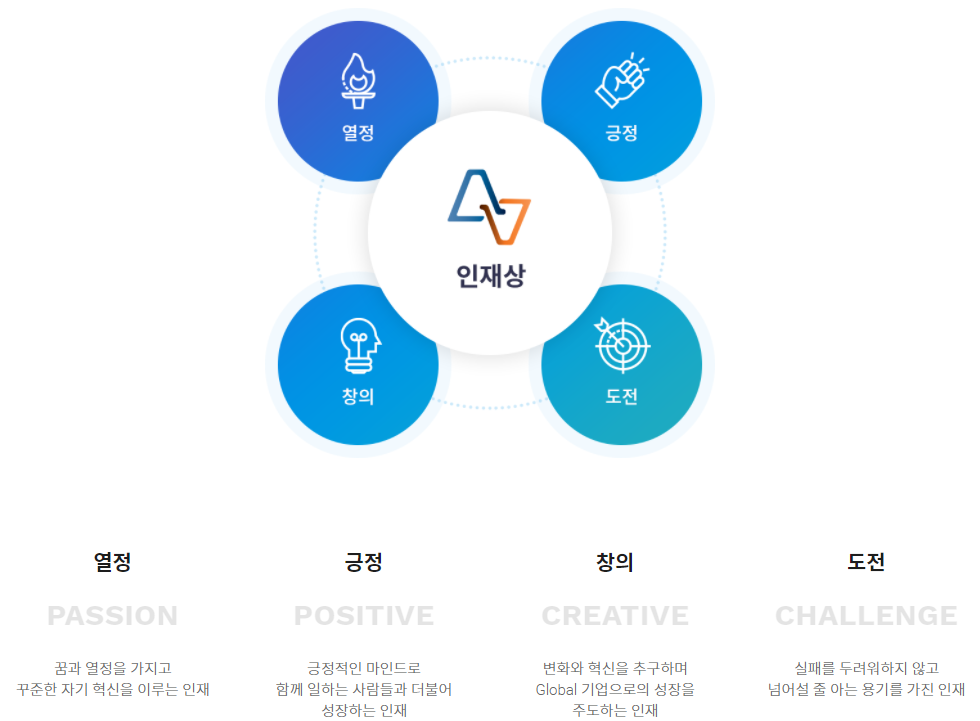 열정
긍정
인재상
창의
도전
열정
PASSION
꿈과 열정을 가지고
꾸준한 자기 혁신을 이루는 인재
긍정
POSITIVE
긍정적인 마인드로
함께 일하는 사람들과 더불어
성장하는 인재
창의
CREATIVE
변화와 혁신을 추구하며
Global 기업으로의 성장을
주도하는 인재
도전
CHALLENGE
실패를 두려워하지 않고
넘어설 줄 아는 용기를 가진 인재